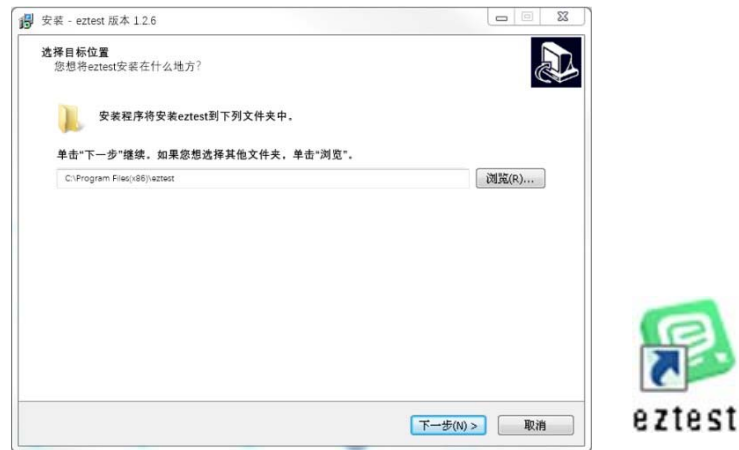 安装 - eztest 版本 1.2.6
选择目标位置
您想将eztest安装在什么地方?
安装程序将安装eztest到下列文件夹中。
单击“下一步”继续。如果您想选择其他文件夹，单击“浏览”。
C:\Program Files(x86)\eztest
浏览(R)...
下一步(N) >
取消
eztest